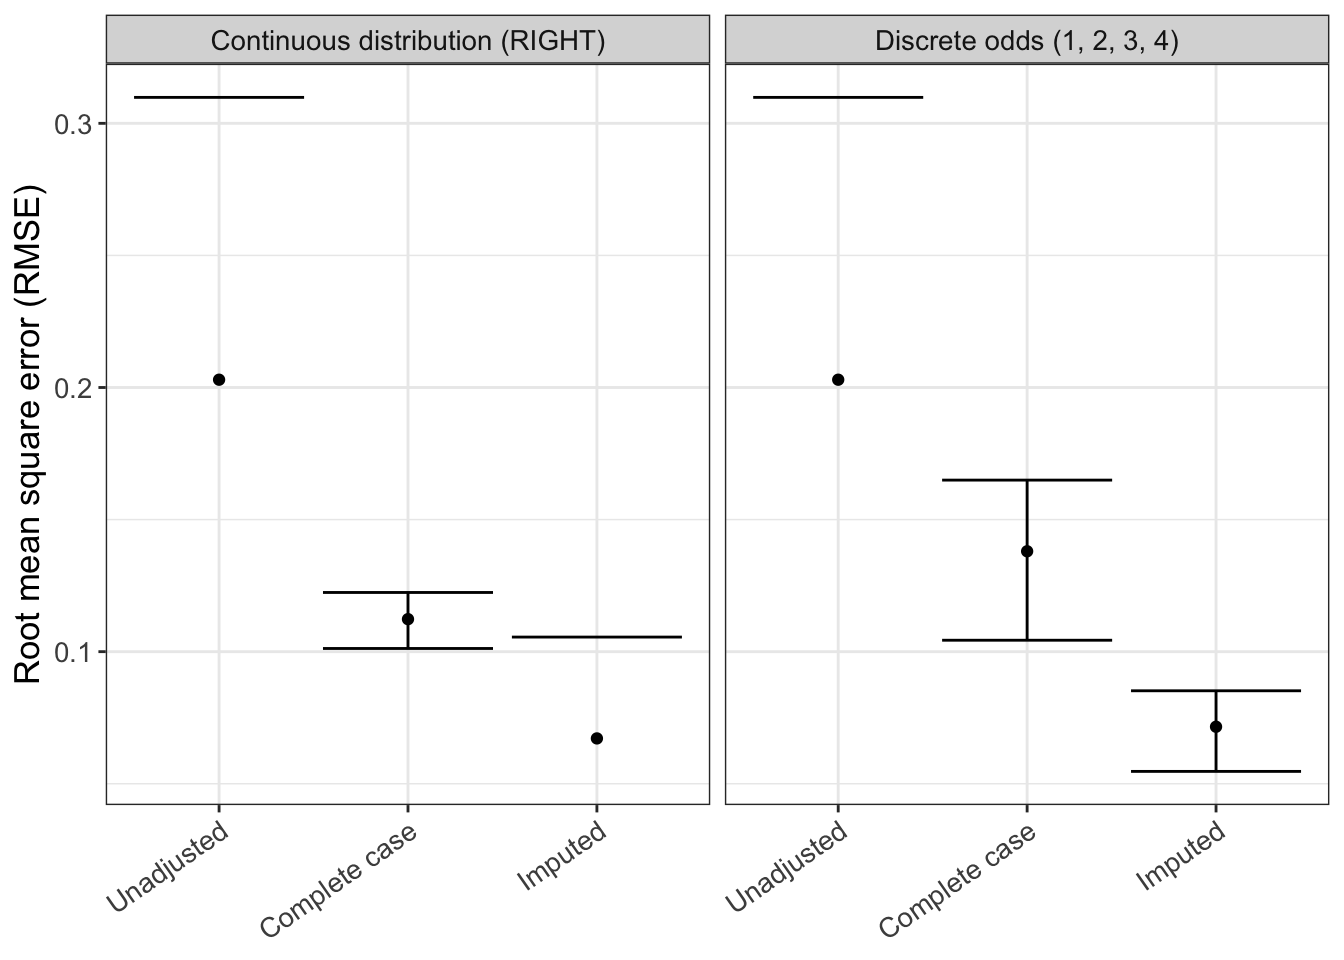 Continuous distribution (RIGHT)
Discrete odds (1, 2, 3, 4)
Root mean square error (RMSE)
0.3
0.2
0.1
Unadjusted
Complete case
Imputed
Unadjusted
Complete case
Imputed